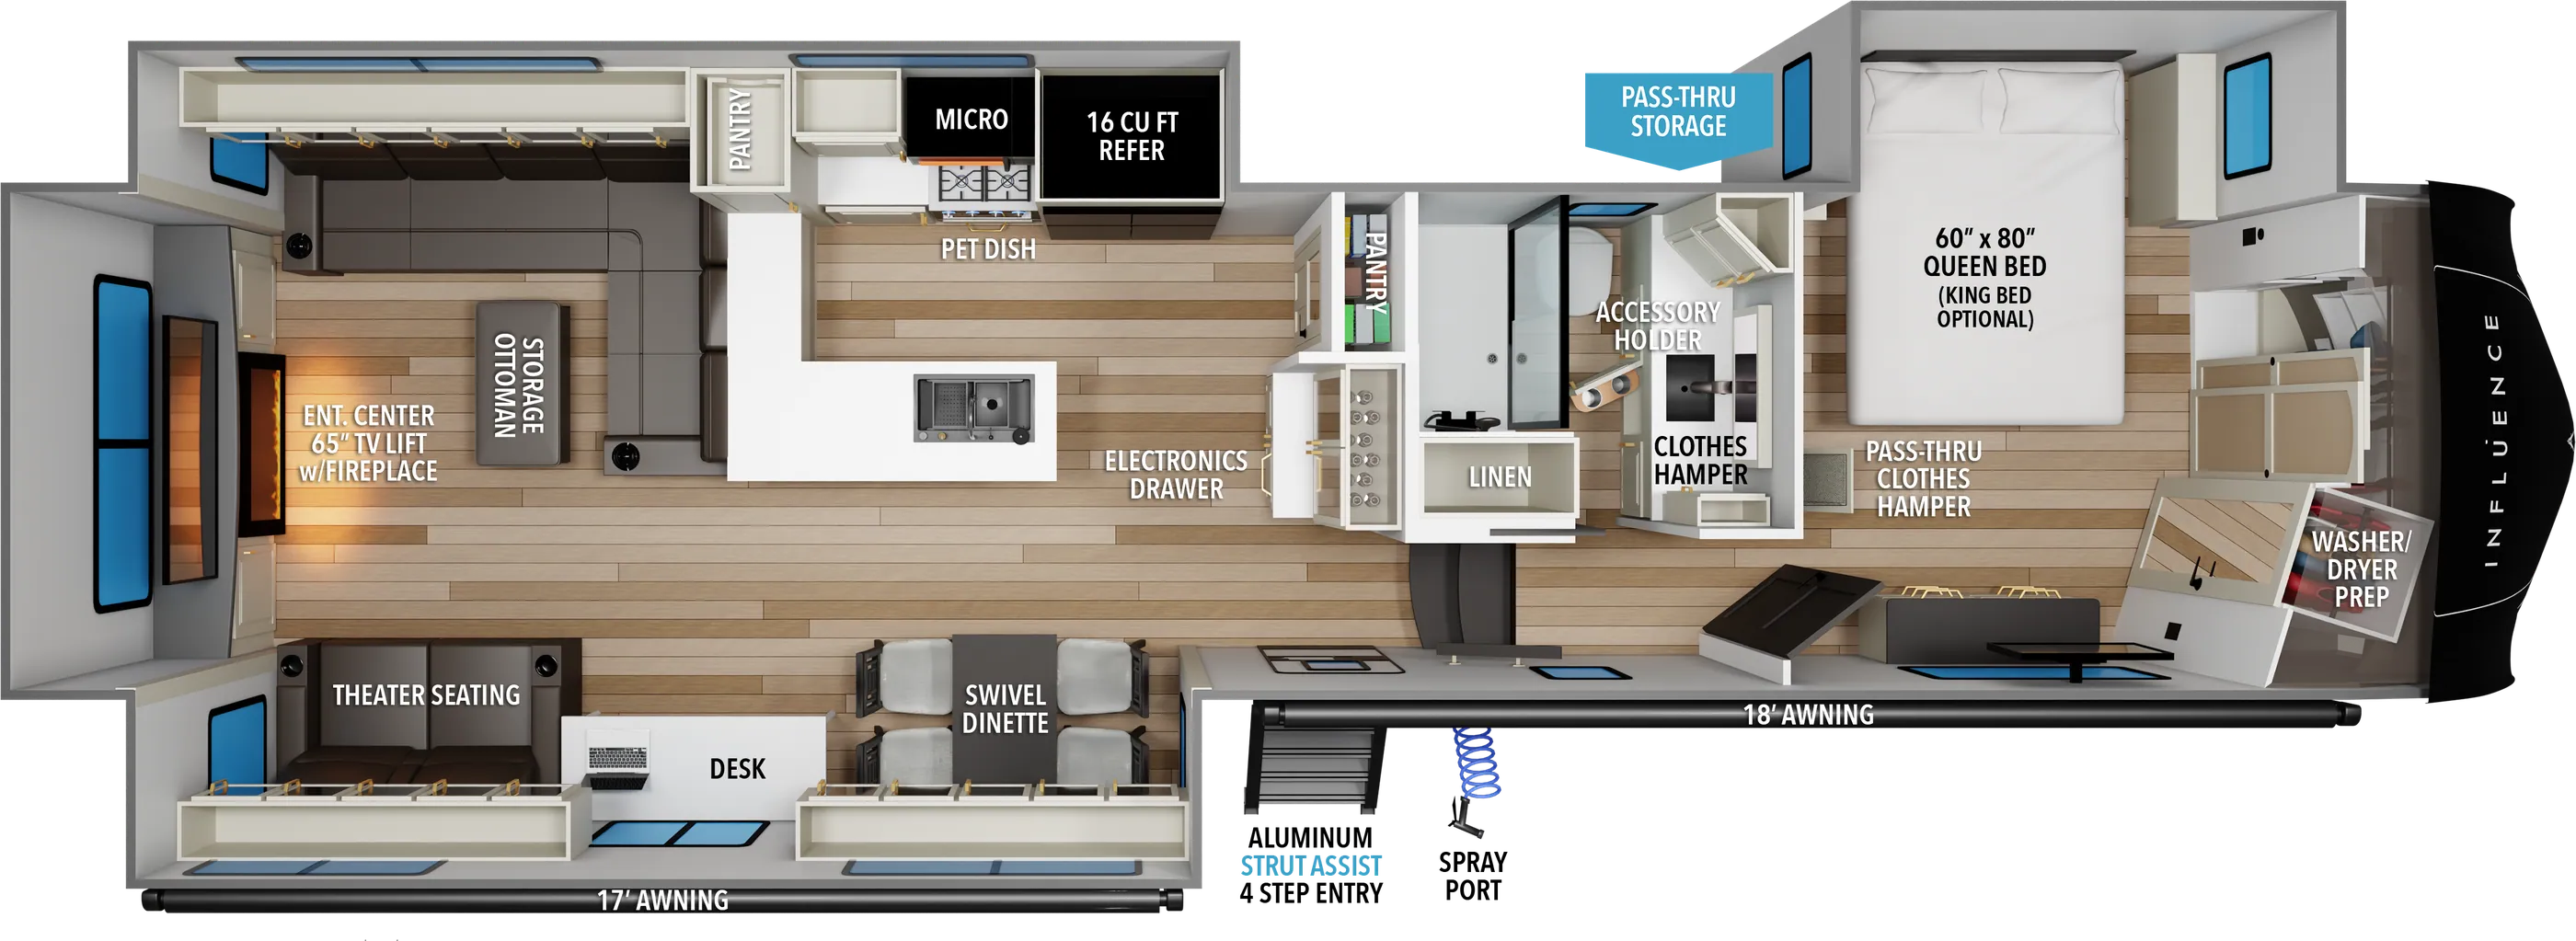 PANTRY
MICRO
16 CU FT
REFER
PET DISH
PASS-THRU
STORAGE
60” x 80”
QUEEN BED
(KING BED
OPTIONAL)
PANTRY
ACCESSORY
HOLDER
STORAGE
OTTOMAN
ENT. CENTER
65” TV LIFT
w/FIREPLACE
ELECTRONICS
DRAWER
LINEN
CLOTHES
HAMPER
PASS-THRU
CLOTHES
HAMPER
WASHER/
DRYER
PREP
INFLUENCE
THEATER SEATING
SWIVEL
DINETTE
DESK
18’ AWNING
17’ AWNING
ALUMINUM
STRUT ASSIST
4 STEP ENTRY
SPRAY
PORT